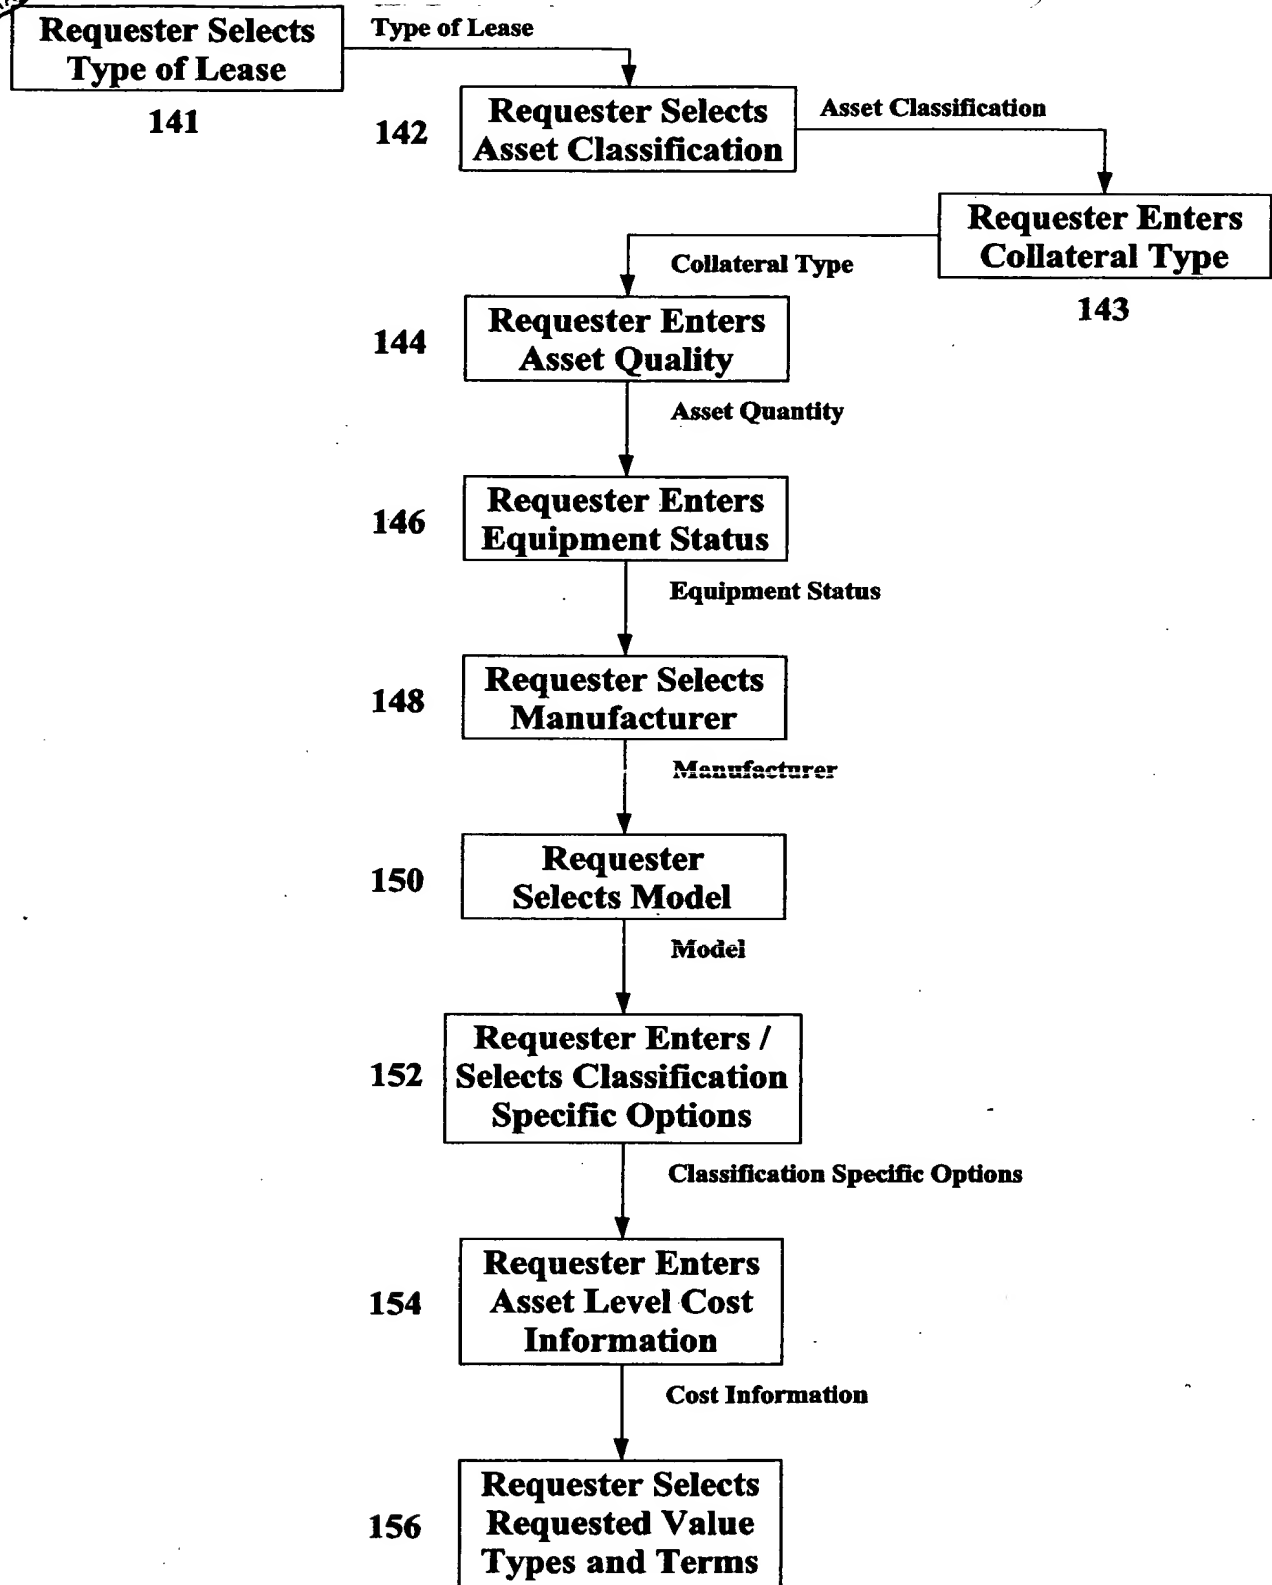 Requester Selects
Type of Lease
141
Type of Lease
142
Requester Selects
Asset Classification
Asset Classification
Requester Enters
Collateral Type
143
Collateral Type
144
Requester Enters
Asset Quality
Asset Quantity
146
Requester Enters
Equipment Status
Equipment Status
148
Requester Selects
Manufacturer
Manufacturer
150
Requester
Selects Model
Model
152
Requester Enters /
Selects Classification
Specific Options
Classification Specific Options
154
Requester Enters
Asset Level Cost
Information
Cost Information
156
Requester Selects
Requested Value
Types and Terms